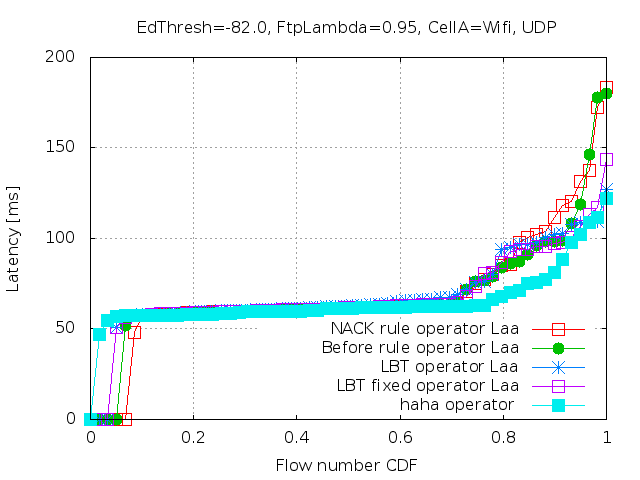 EdThresh=-82.0, FtpLambda=0.95, CellA=Wifi, UDP
200
150
100
50
0
Latency [ms]
NACK rule operator Laa
Before rule operator Laa
LBT operator Laa
LBT fixed operator Laa
haha operator
0 0.2 0.4 0.6 0.8 1
Flow number CDF